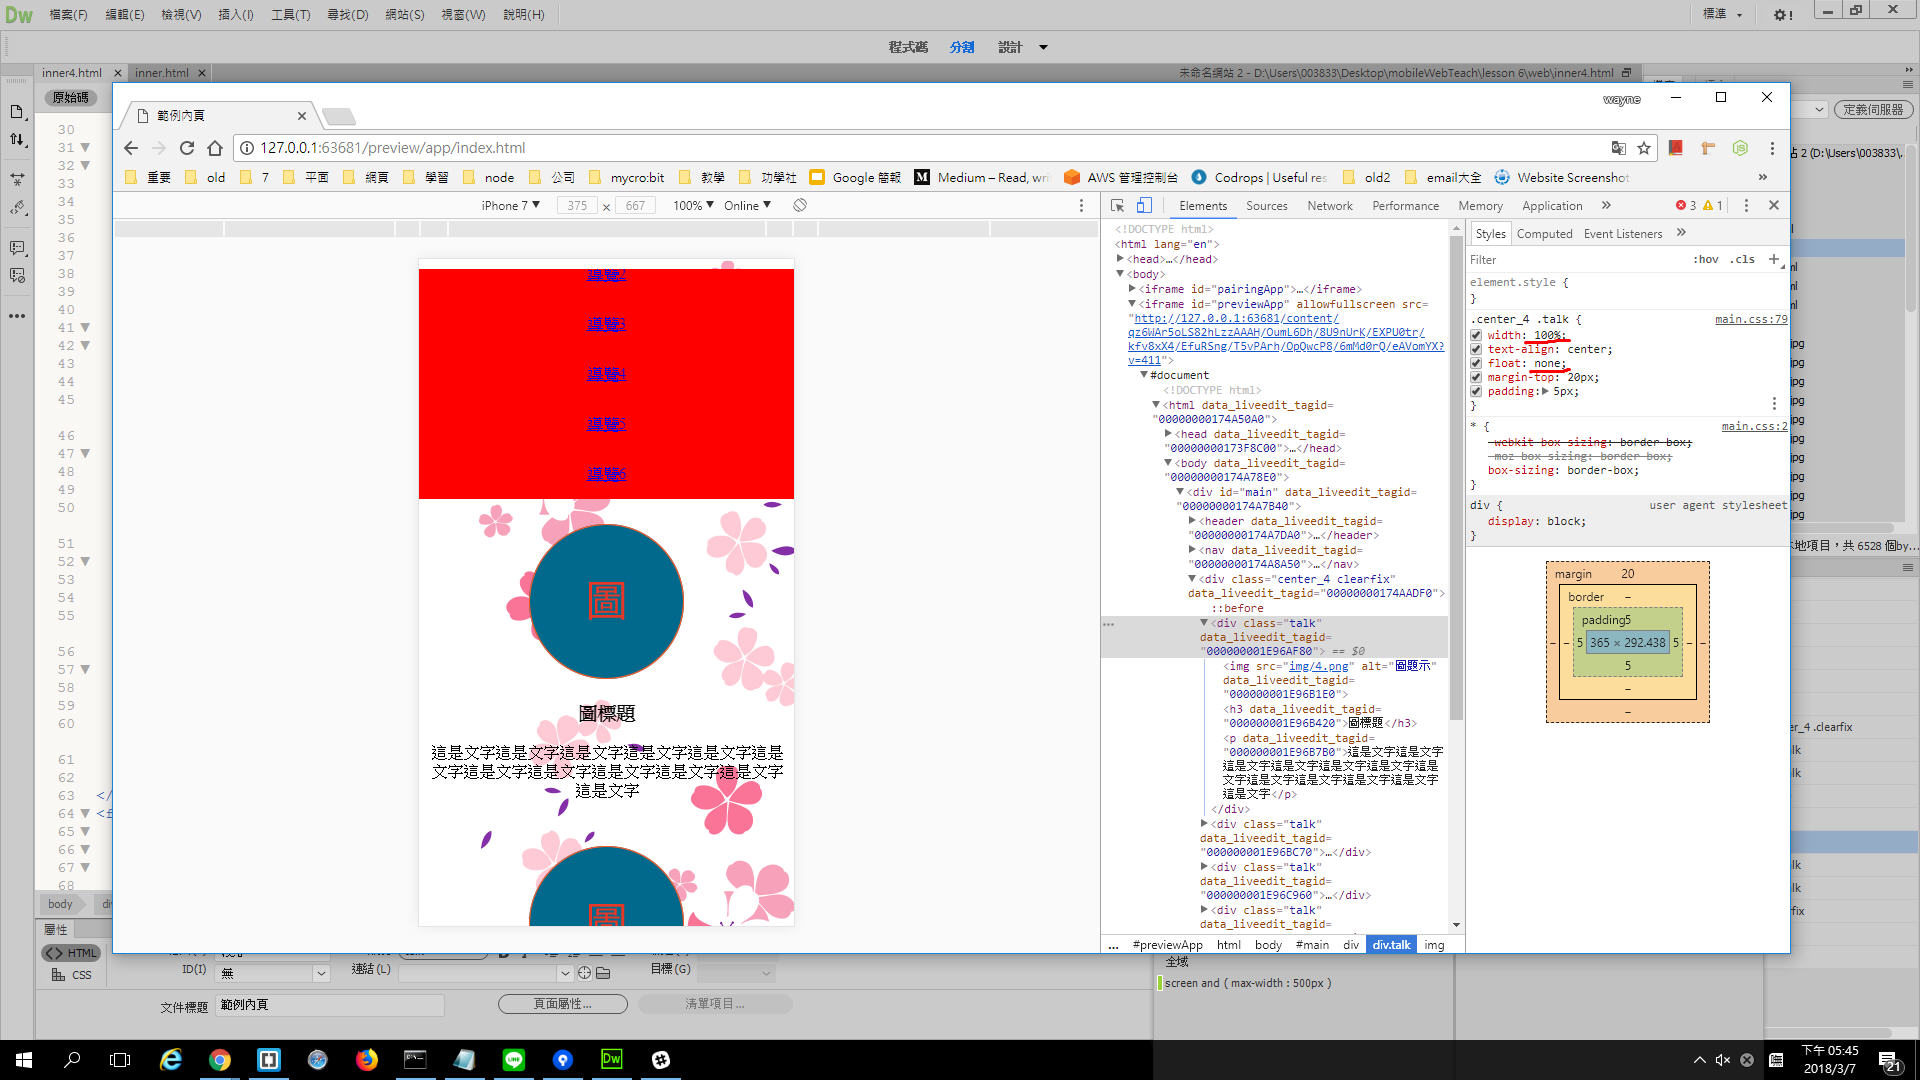 Dw 檔案(F) 編輯(E) 檢視(V) 插入(I) 工具(T) 尋找(D) 網站(S) 視窗(W) 說明(H) 標準
程式碼 分割 設計
inner4.html × inner.html × 未命名網站 2 - D:\Users\003833\Desktop\mobileWebTeach\lesson 6\web\inner4.html
原始碼
定義伺服器
範例內頁
wayne
127.0.0.1:63681/preview/app/index.html
重要 old 7 平面 網頁 學習 node 公司 mycro:bit 教學 功學社 Google 簡報 Medium – Read, wri AWS 管理控制台 Codrops | Useful res old2 email大全 Website Screenshot »
iPhone 7 375 × 667 100% Online
Elements Sources Network Performance Memory Application » 3 1
導覽2
導覽3
導覽4
導覽5
導覽6
圖
圖標題
這是文字這是文字這是文字這是文字這是文字這是
文字這是文字這是文字這是文字這是文字這是文字
這是文字
圖
<!DOCTYPE html>
<html lang="en">
<head>…</head>
<body>
<iframe id="pairingApp">…</iframe>
<iframe id="previewApp" allowfullscreen src=
"http://127.0.0.1:63681/content/
qz6WAr5oLS82hLzzAAAH/OumL6Dh/8U9nUrK/EXPU0tr/
kfv8xX4/EfuRSng/T5vPArh/OpQwcP8/6mMd0rQ/eAVomYX?
v=411">
#document
<!DOCTYPE html>
<html data_liveedit_tagid=
"00000000174A50A0">
<head data_liveedit_tagid=
"00000000173F8C00">…</head>
<body data_liveedit_tagid=
"00000000174A78E0">
<div id="main" data_liveedit_tagid=
"00000000174A7B40">
<header data_liveedit_tagid=
"00000000174A7DA0">…</header>
<nav data_liveedit_tagid=
"00000000174A8A50">…</nav>
<div class="center_4 clearfix"
data_liveedit_tagid="00000000174AADF0">
::before
<div class="talk"
data_liveedit_tagid=
"000000001E96AF80"> == $0
<img src="img/4.png" alt="圖題示"
data_liveedit_tagid=
"000000001E96B1E0">
<h3 data_liveedit_tagid=
"000000001E96B420">圖標題</h3>
<p data_liveedit_tagid=
"000000001E96B7B0">這是文字這是文字
這是文字這是文字這是文字這是文字這是
文字這是文字這是文字這是文字這是文字
這是文字</p>
</div>
<div class="talk"
data_liveedit_tagid=
"000000001E96BC70">…</div>
<div class="talk"
data_liveedit_tagid=
"000000001E96C960">…</div>
<div class="talk"
data_liveedit_tagid=
... #previewApp html body #main div div.talk img
Styles Computed Event Listeners »
Filter :hov .cls +
element.style {
}
.center_4 .talk { main.css:79
width: 100%;
text-align: center;
float: none;
margin-top: 20px;
padding: 5px;
}
* { main.css:2
-webkit-box-sizing: border-box;
-moz-box-sizing: border-box;
box-sizing: border-box;
}
div { user agent stylesheet
display: block;
}
margin 20
border –
padding5
– – 5 365 × 292.438 5 – –
5
–
–
30
31
32
33
34
35
36
37
38
39
40
41
42
43
44
45
46
47
48
49
50
51
52
53
54
55
56
57
58
59
60
61
62
63
64
65
66
67
68
body
屬性
HTML
CSS
ID(I) 無 連結(L) 目標(G)
文件標題 範例內頁 頁面屬性... 清單項目...
全域
screen and ( max-width : 500px )
下午 05:45
2018/3/7
21